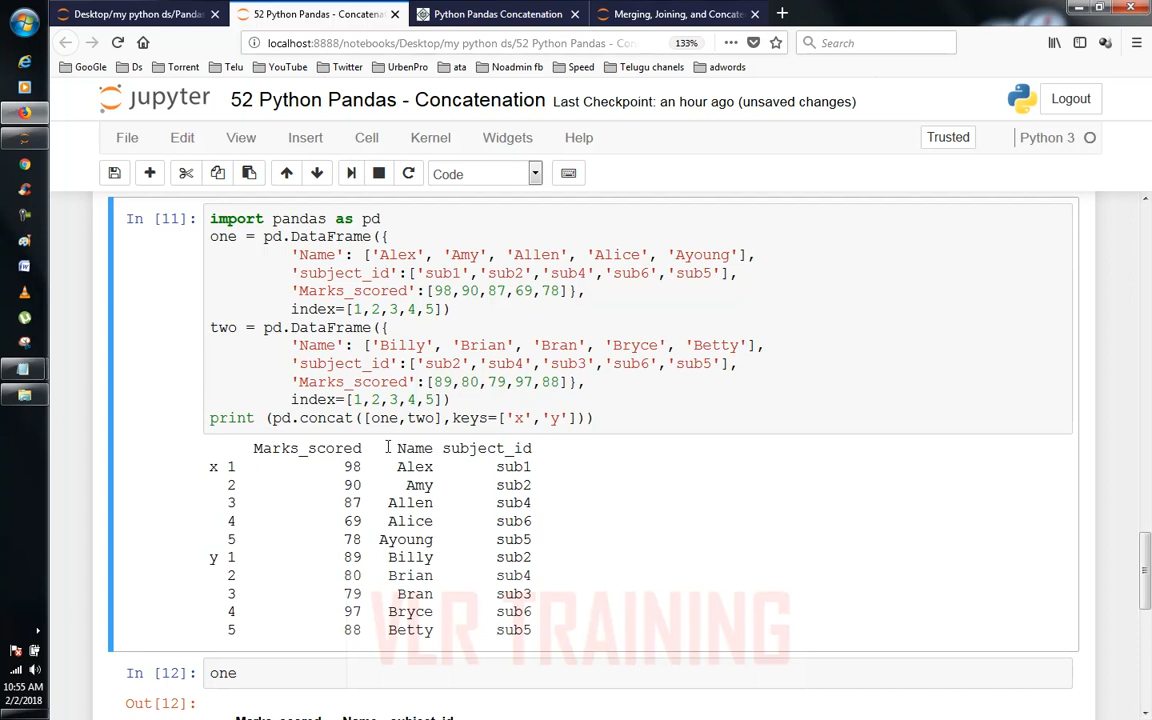 Desktop/my python ds/Pandas
52 Python Pandas - Concatenat
Python Pandas Concatenation
Merging, Joining, and Concate
localhost:8888/notebooks/Desktop/my python ds/52 Python Pandas - Con
133%
Search
GooGle
Ds
Torrent
Telu
YouTube
Twitter
UrbenPro
ata
Noadmin fb
Speed
Telugu chanels
adwords
jupyter
52 Python Pandas - Concatenation Last Checkpoint: an hour ago (unsaved changes)
Logout
File Edit View Insert Cell Kernel Widgets Help
Trusted
Python 3
Code
In [11]:
import pandas as pd
one = pd.DataFrame({
'Name': ['Alex', 'Amy', 'Allen', 'Alice', 'Ayoung'],
'subject_id':['sub1','sub2','sub4','sub6','sub5'],
'Marks_scored':[98,90,87,69,78]},
index=[1,2,3,4,5])
two = pd.DataFrame({
'Name': ['Billy', 'Brian', 'Bran', 'Bryce', 'Betty'],
'subject_id':['sub2','sub4','sub3','sub6','sub5'],
'Marks_scored':[89,80,79,97,88]},
index=[1,2,3,4,5])
print (pd.concat([one,two],keys=['x','y']))
Marks_scored Name subject_id
x 1 98 Alex sub1
2 90 Amy sub2
3 87 Allen sub4
4 69 Alice sub6
5 78 Ayoung sub5
y 1 89 Billy sub2
2 80 Brian sub4
3 79 Bran sub3
4 97 Bryce sub6
5 88 Betty sub5
VLR TRAINING
In [12]:
one
Out[12]:
Marks_scored Name subject_id
10:55 AM
2/2/2018